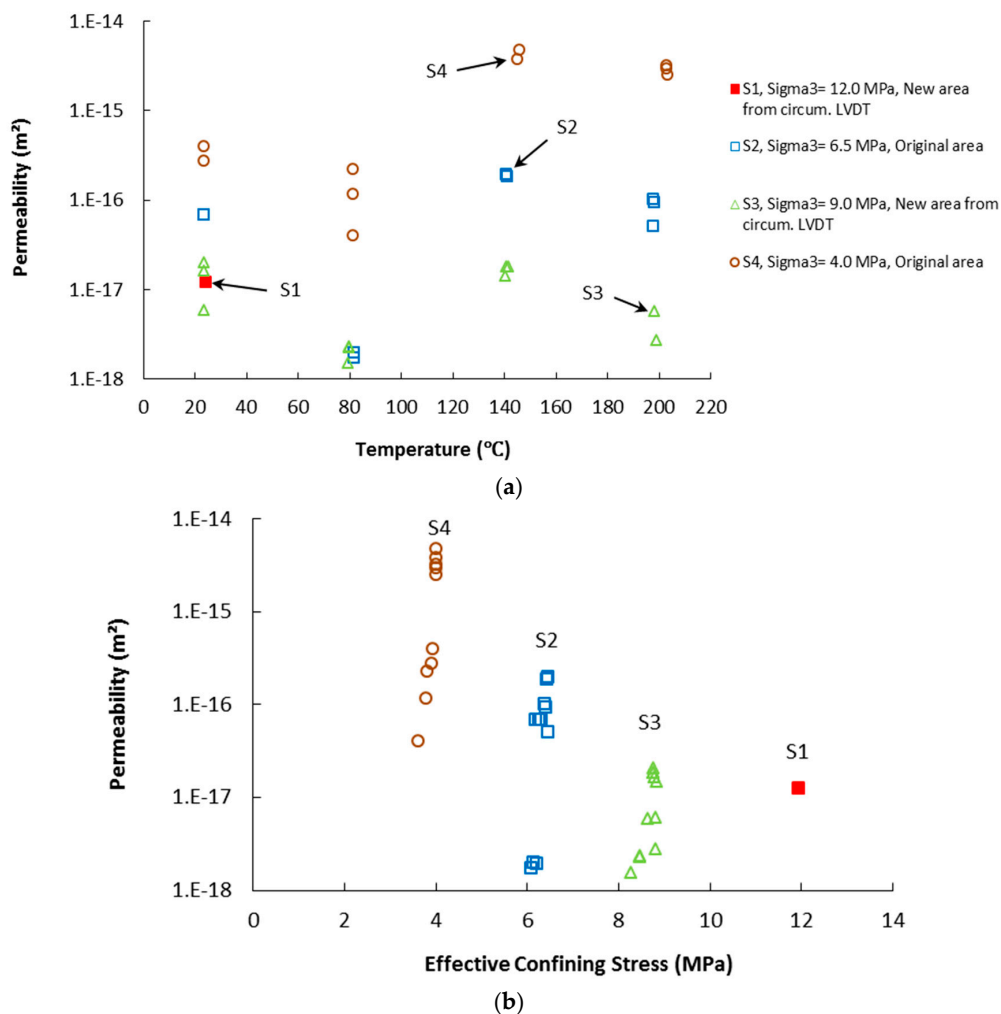 1.E-14
1.E-15
1.E-16
1.E-17
1.E-18
Permeability (m²)
S4
S2
S1
S3
0 20 40 60 80 100 120 140 160 180 200 220
Temperature (℃)
S1, Sigma3= 12.0 MPa, New area
from circum. LVDT
S2, Sigma3= 6.5 MPa, Original area
S3, Sigma3= 9.0 MPa, New area from
circum. LVDT
S4, Sigma3= 4.0 MPa, Original area
(a)
1.E-14
1.E-15
1.E-16
1.E-17
1.E-18
Permeability (m²)
S4
S2
S3
S1
0 2 4 6 8 10 12 14
Effective Confining Stress (MPa)
(b)